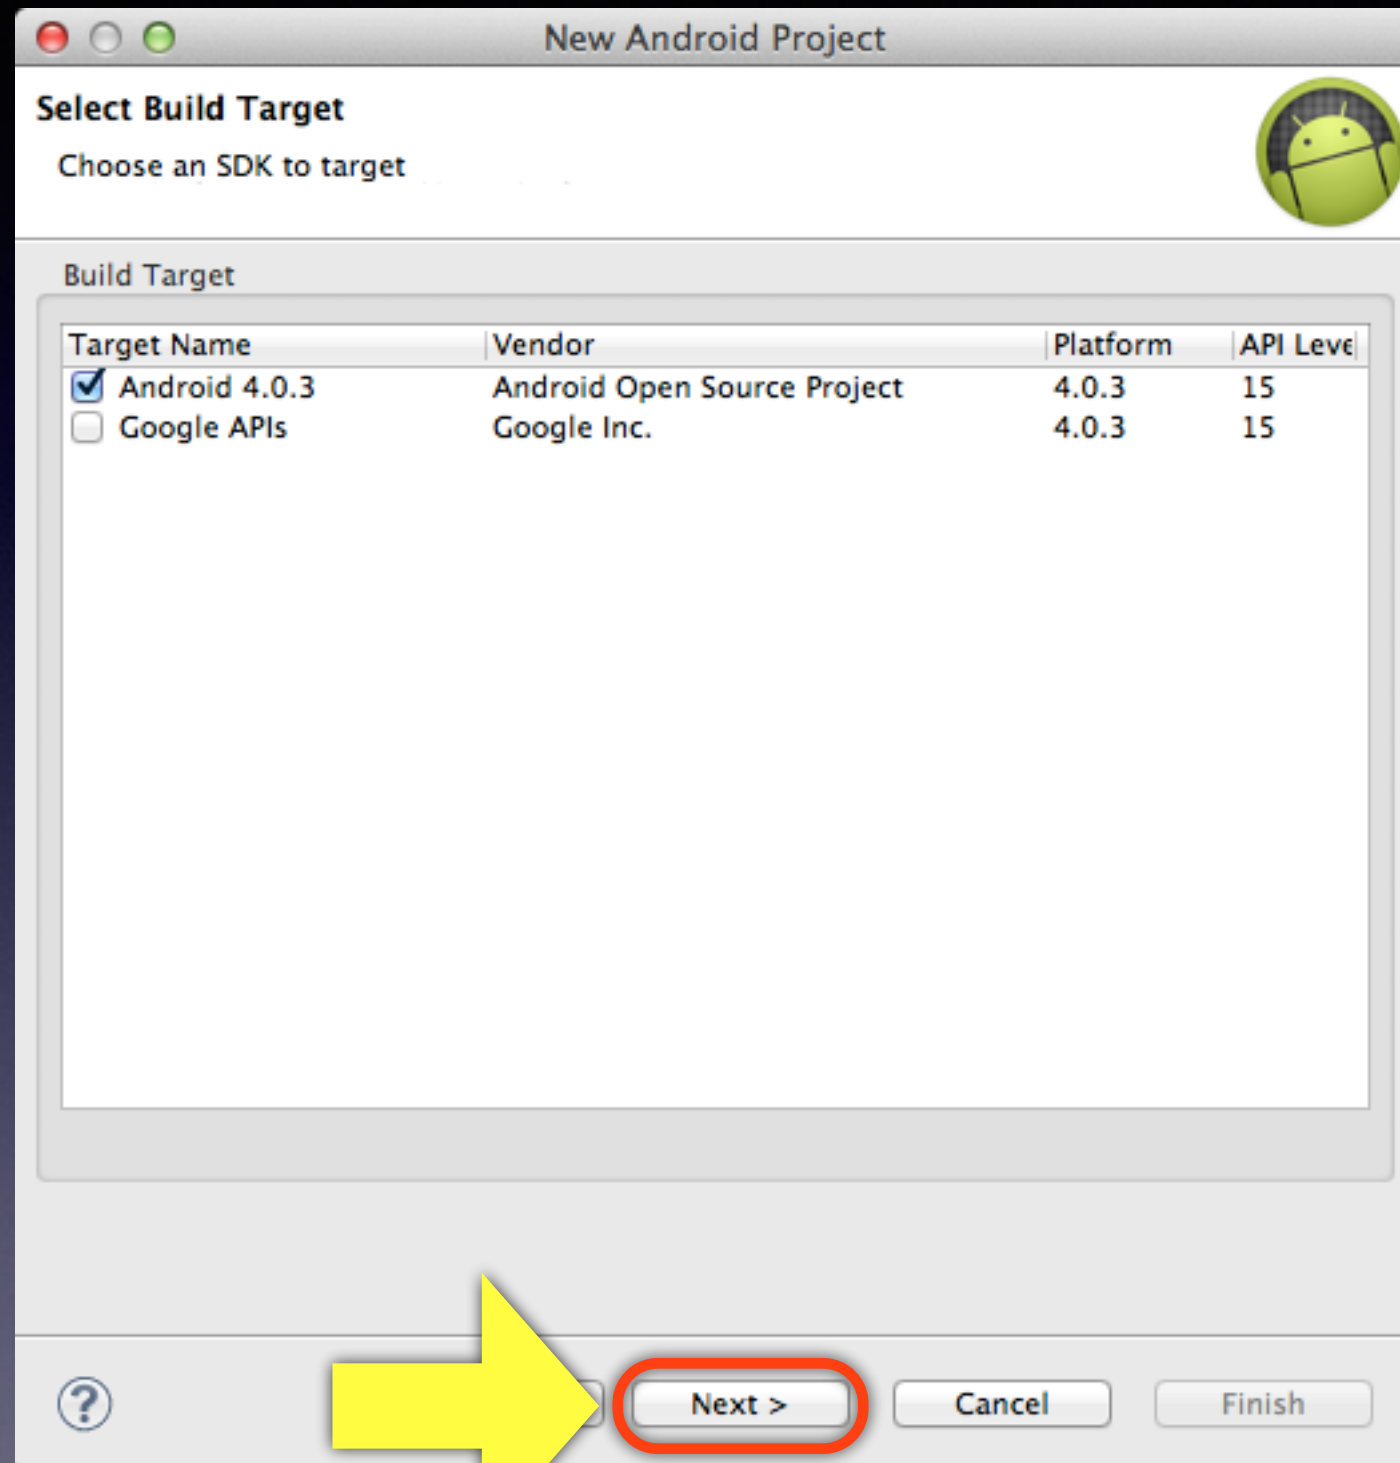 New Android Project
Select Build Target
Choose an SDK to target
Build Target
Target Name Vendor Platform API Leve
Android 4.0.3 Android Open Source Project 4.0.3 15
Google APIs Google Inc. 4.0.3 15
? Next > Cancel Finish